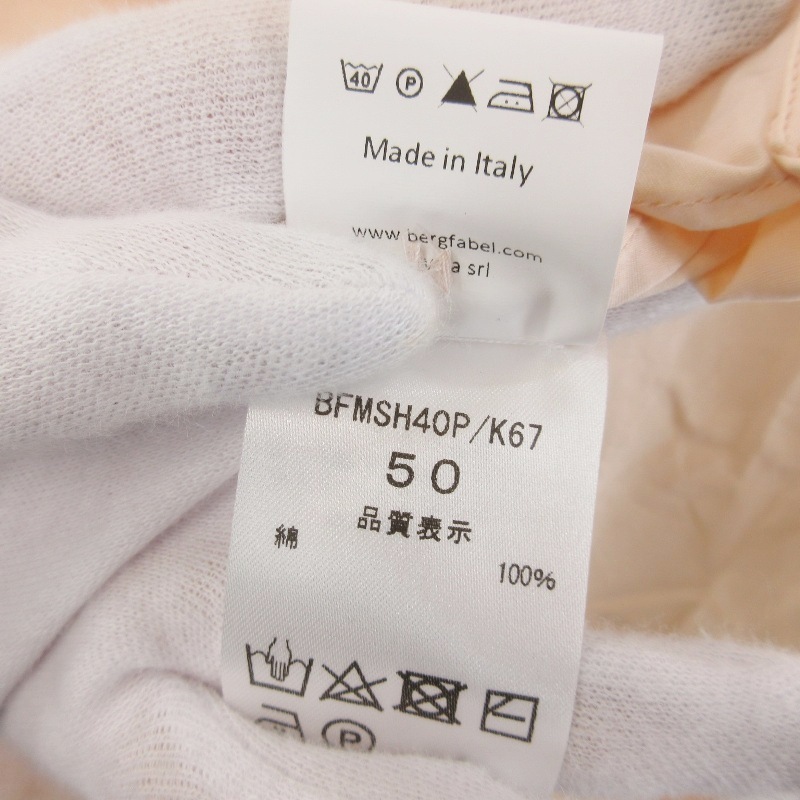 40 P
Made in Italy
www.bergfabel.com
a srl
BFMSH40P/K67
50
品質表示
綿 100%
P